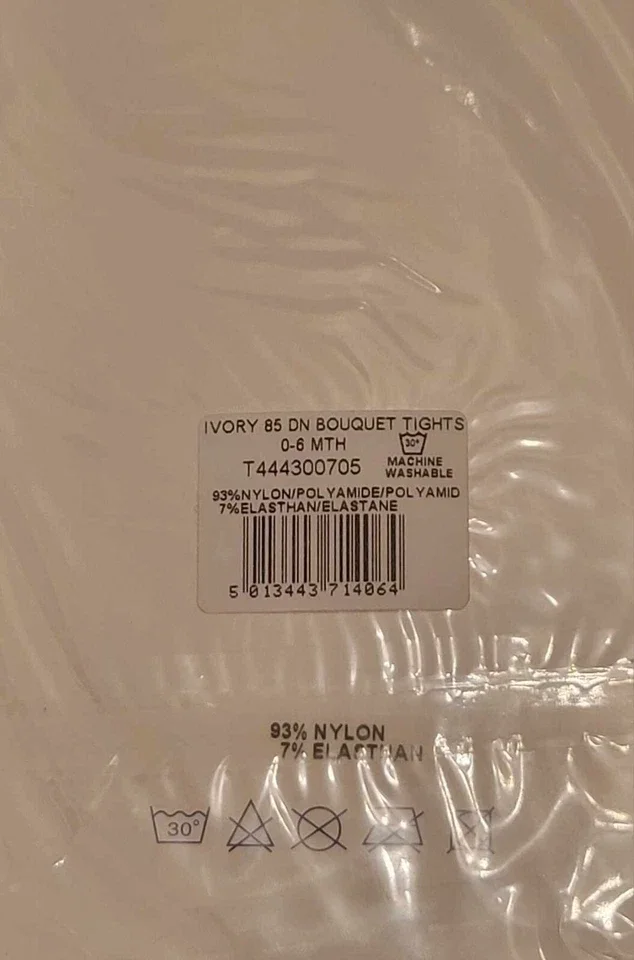 IVORY 85 DN BOUQUET TIGHTS
0-6 MTH
30°
T444300705
MACHINE
WASHABLE
93%NYLON/POLYAMIDE/POLYAMID
7%ELASTHAN/ELASTANE
5 013443 714064
93% NYLON
7% ELASTHAN
30°